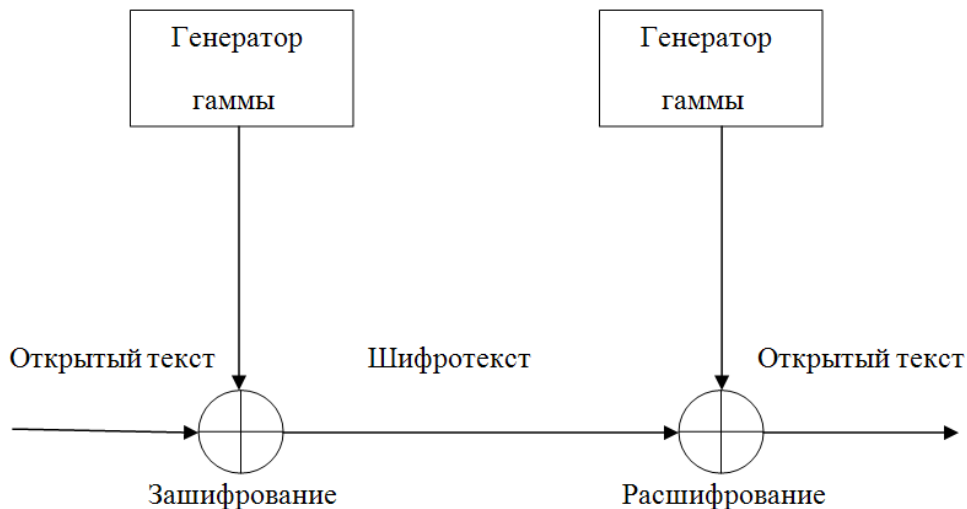 Генератор
гаммы
Генератор
гаммы
Открытый текст
Шифротекст
Открытый текст
Зашифрование
Расшифрование